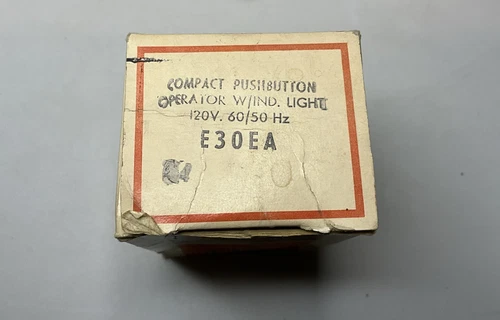 COMPACT PUSHBUTTON
OPERATOR W/IND. LIGHT
120V. 60/50 Hz
E30EA